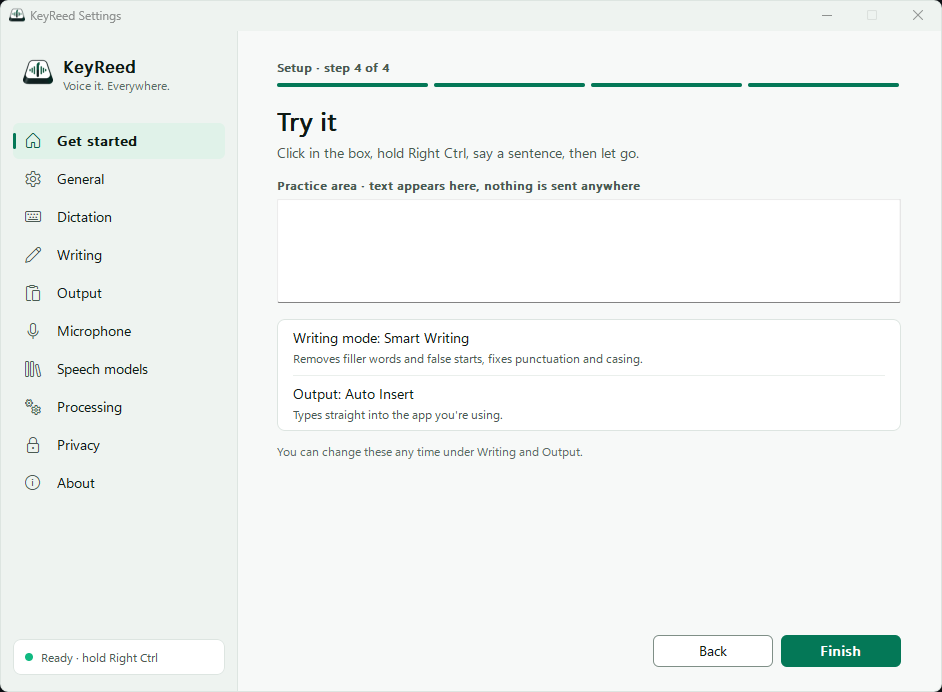 KeyReed Settings
KeyReed
Voice it. Everywhere.
Get started
General
Dictation
Writing
Output
Microphone
Speech models
Processing
Privacy
About
Ready · hold Right Ctrl
Setup · step 4 of 4
Try it
Click in the box, hold Right Ctrl, say a sentence, then let go.
Practice area · text appears here, nothing is sent anywhere
Writing mode: Smart Writing
Removes filler words and false starts, fixes punctuation and casing.
Output: Auto Insert
Types straight into the app you're using.
You can change these any time under Writing and Output.
Back
Finish